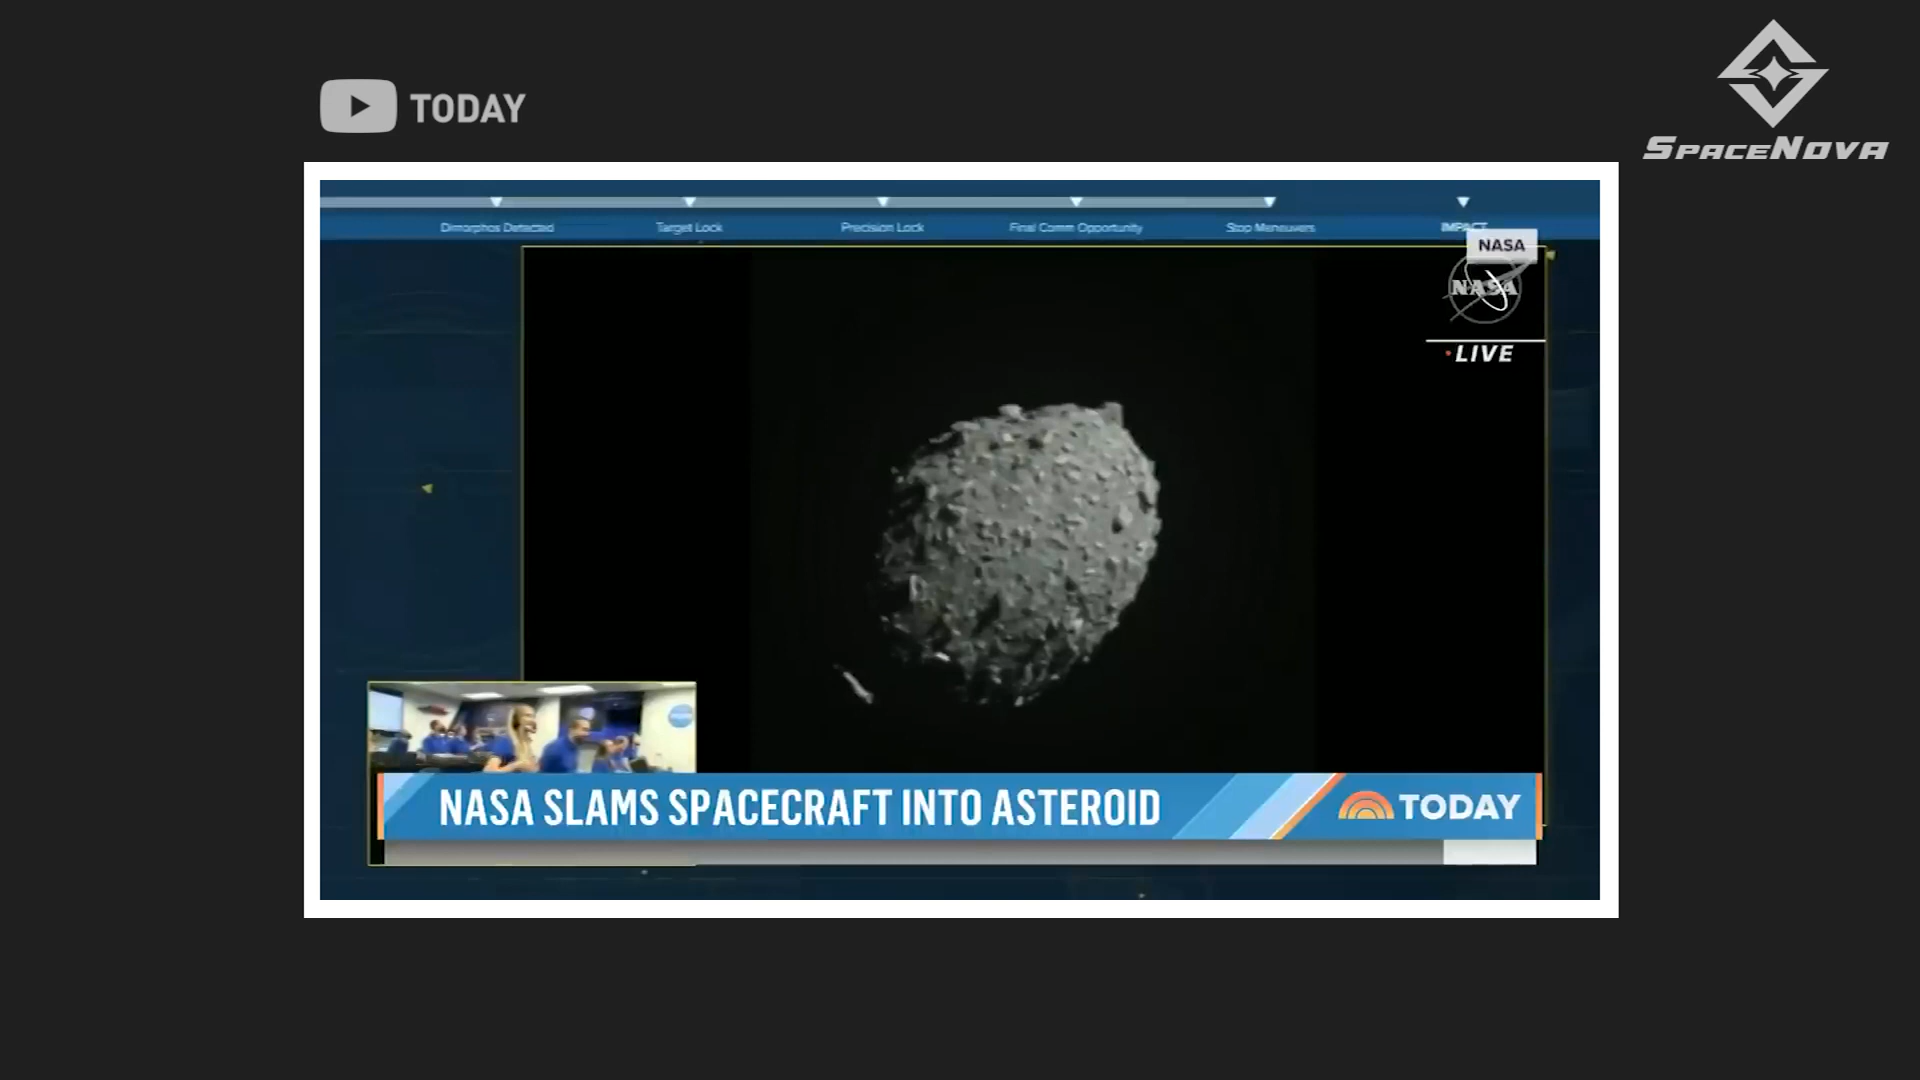 TODAY
SPACENOVA
Dimorphos Detected
Target Lock
Precision Lock
Final Comm Opportunity
Stop Maneuvers
IMPACT
NASA
NASA
LIVE
NASA SLAMS SPACECRAFT INTO ASTEROID
TODAY